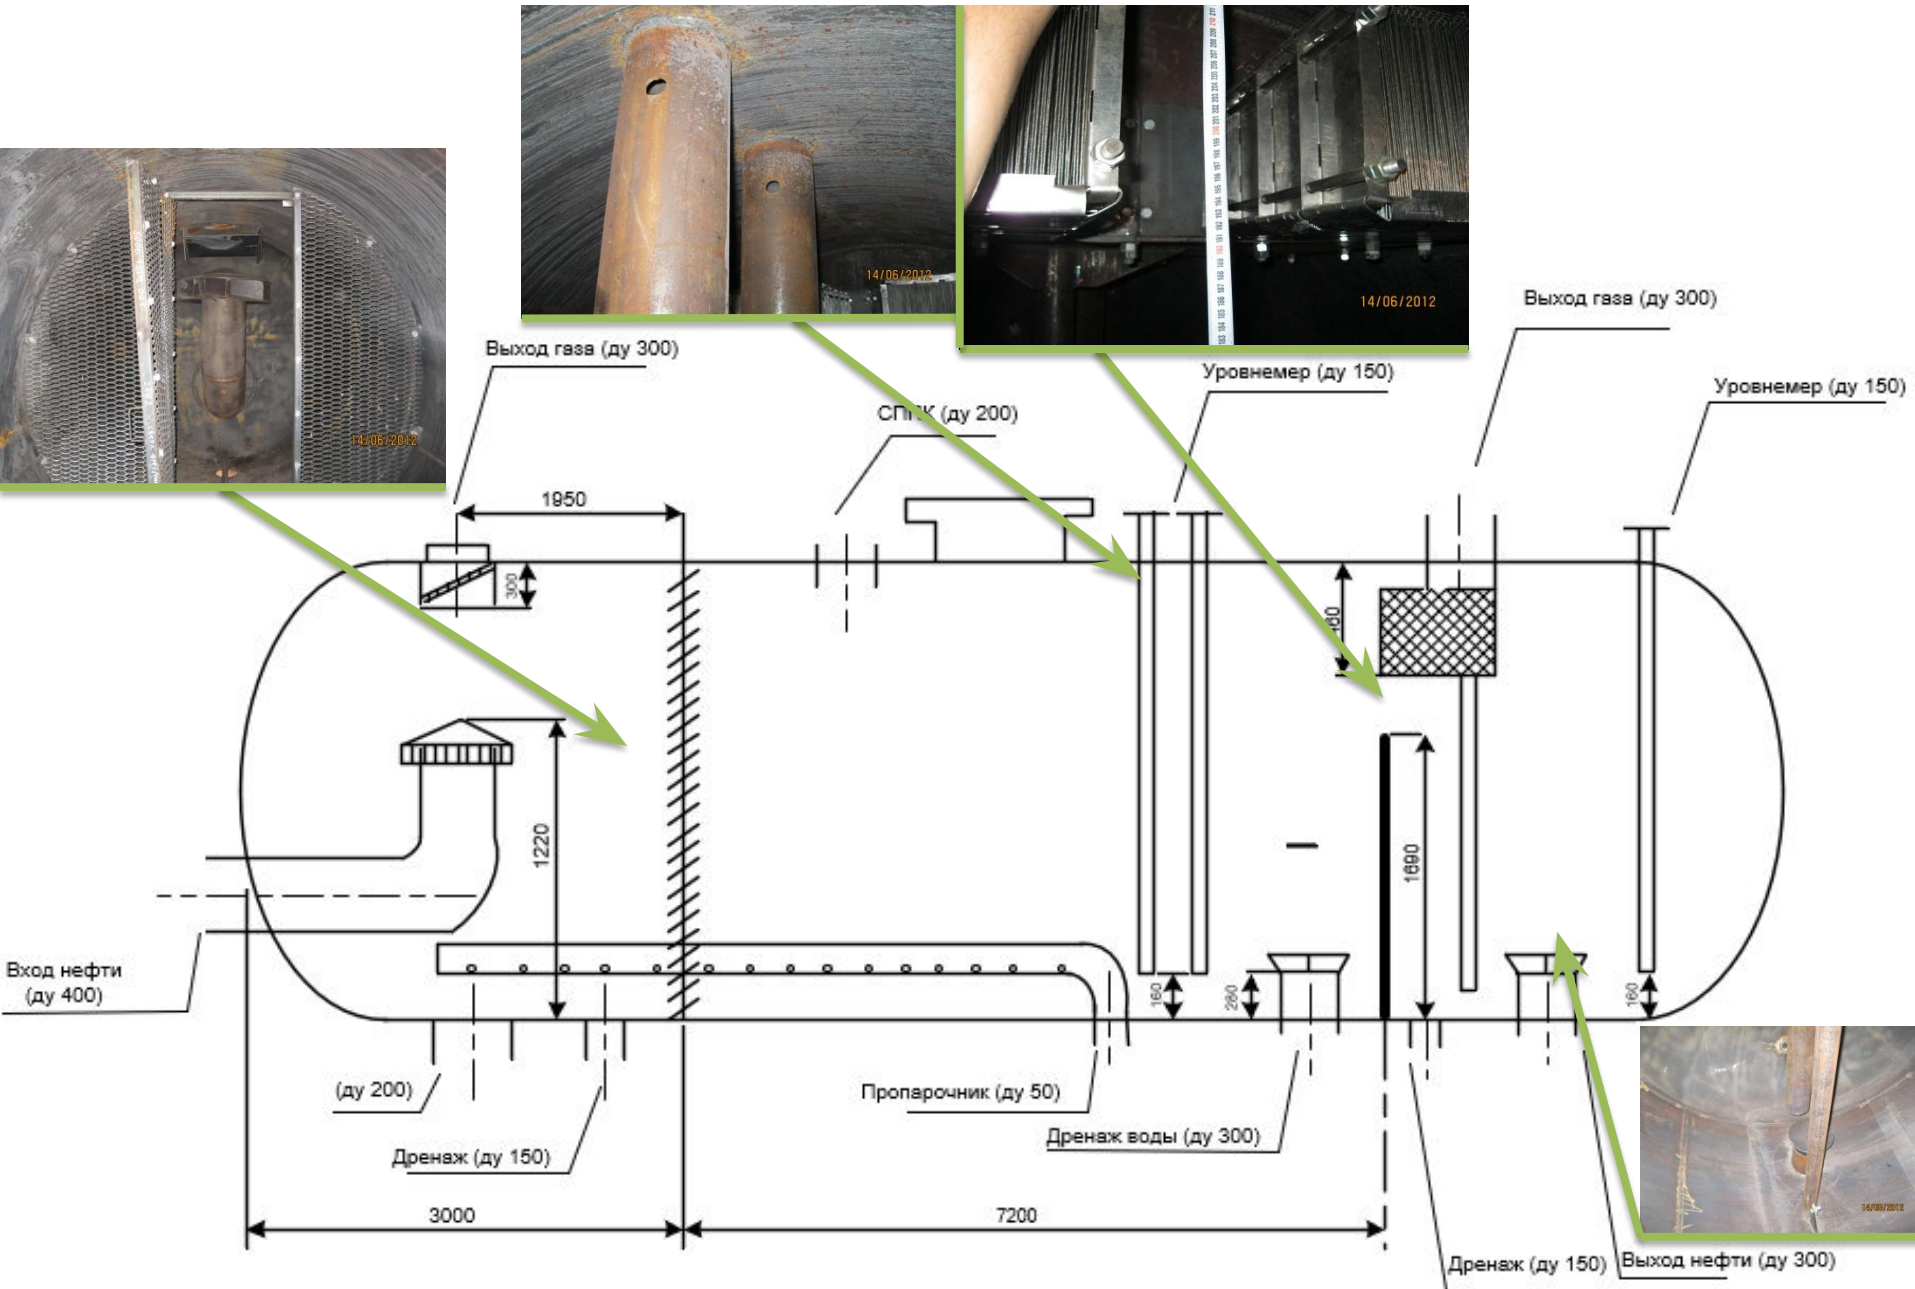 14/06/2012
14/06/2012
14/06/2012
Выход газа (ду 300)
Выход газа (ду 300)
Уровнемер (ду 150)
Уровнемер (ду 150)
(ду 200)
1950
300
1220
1690
Вход нефти
(ду 400)
160
260
160
(ду 200)
Пропарочник (ду 50)
Дренаж воды (ду 300)
Дренаж (ду 150)
3000
7200
14/06/2012
Дренаж (ду 150)
Выход нефти (ду 300)